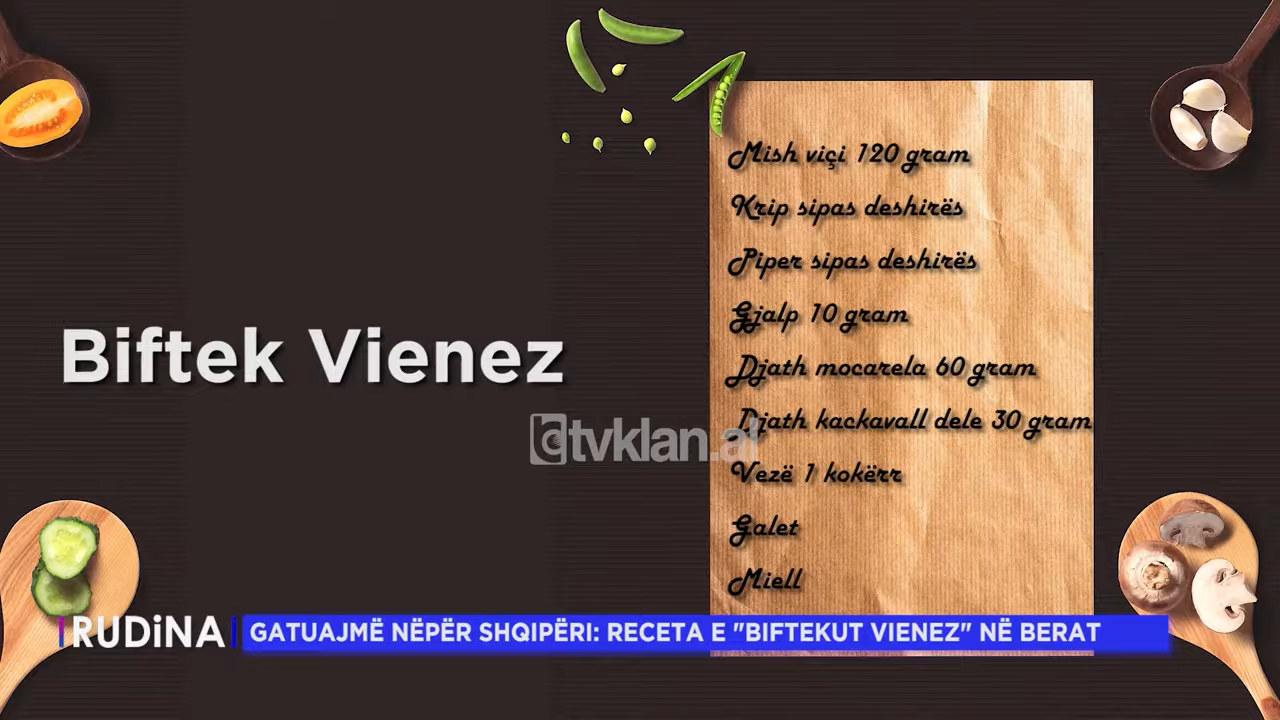 Biftek Vienez
Mish viçi 120 gram
Krip sipas deshirës
Piper sipas deshirës
Gjalp 10 gram
Djath mocarela 60 gram
Djath kackavall dele 30 gram
Vezë 1 kokërr
Galet
Miell
tvklan.al
RUDiNA
GATUAJMË NËPËR SHQIPËRI: RECETA E "BIFTEKUT VIENEZ" NË BERAT